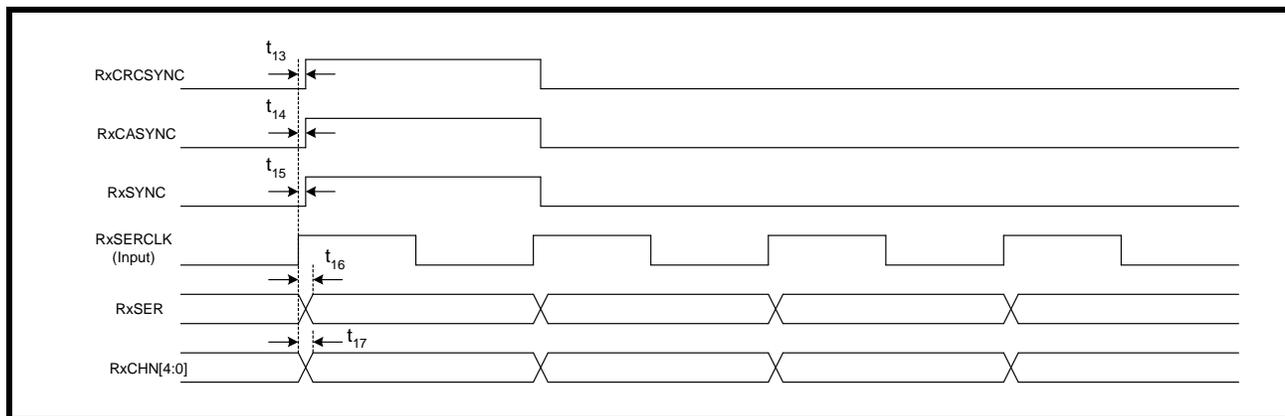 t13
RxCRCSYNC
t14
RxCASYNC
t15
RxSYNC
RxSERCLK
(Input)
t16
RxSER
t17
RxCHN[4:0]